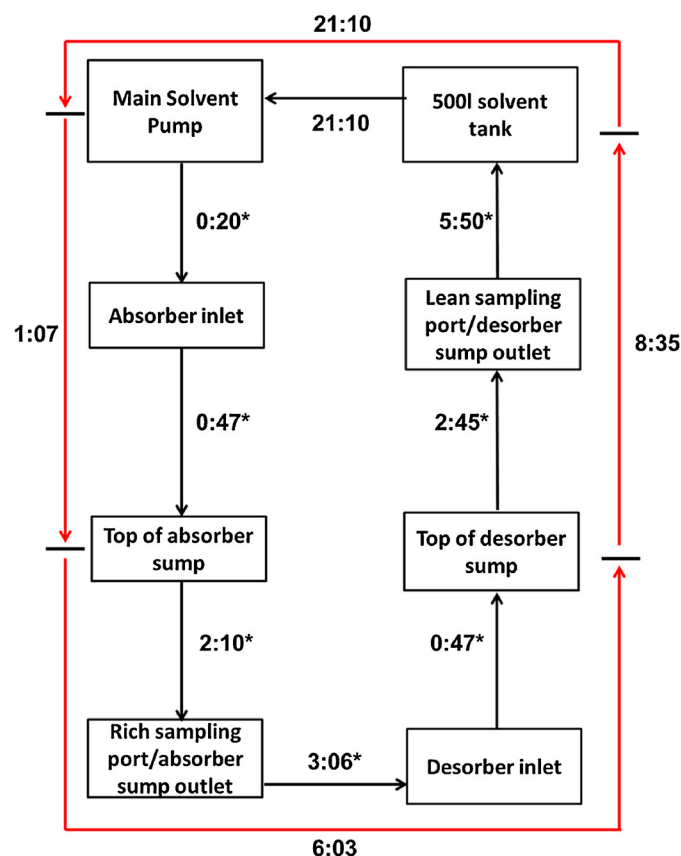 21:10
Main Solvent
Pump
500l solvent
tank
21:10
0:20*
5:50*
Absorber inlet
Lean sampling
port/desorber
sump outlet
1:07
8:35
0:47*
2:45*
Top of absorber
sump
Top of desorber
sump
2:10*
0:47*
Rich sampling
port/absorber
sump outlet
3:06*
Desorber inlet
6:03